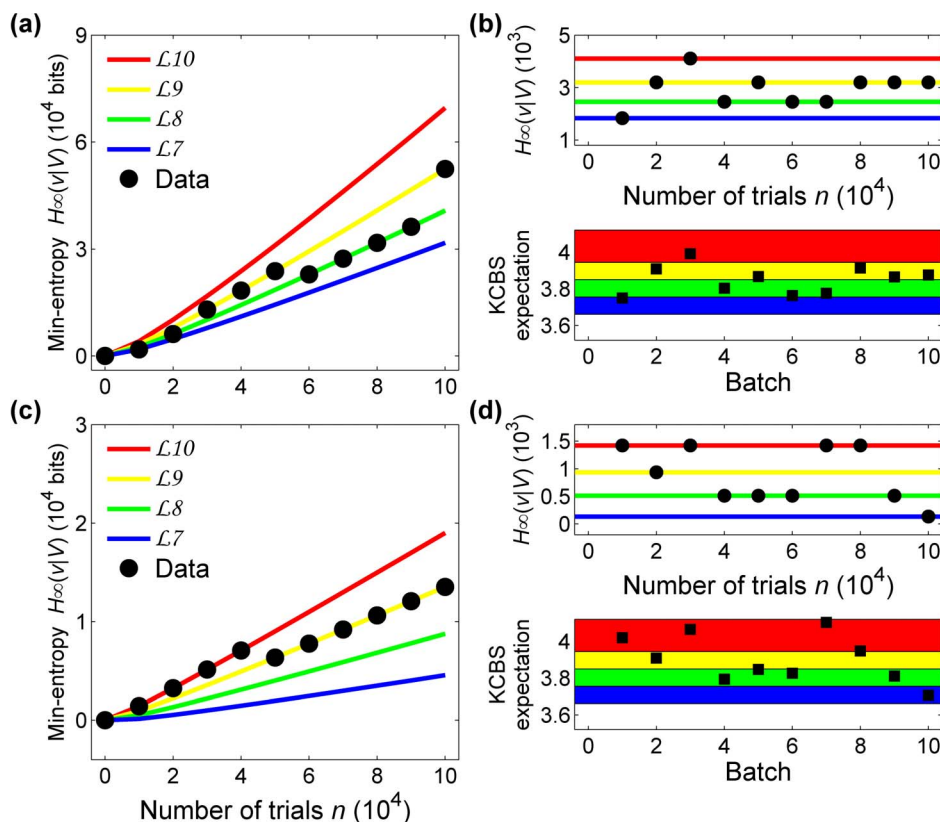 (a)
Min-entropy H∞(v|V) (10⁴ bits)
9
6
3
0
ℒ10
ℒ9
ℒ8
ℒ7
Data
0 2 4 6 8 10
(b)
H∞(v|V) (10³)
5
3
1
0 2 4 6 8 10
Number of trials n (10⁴)
KCBS
expectation
4
3.8
3.6
0 2 4 6 8 10
Batch
(c)
Min-entropy H∞(v|V) (10⁴ bits)
3
2
1
0
ℒ10
ℒ9
ℒ8
ℒ7
Data
0 2 4 6 8 10
Number of trials n (10⁴)
(d)
H∞(v|V) (10³)
1.5
1
0.5
0
0 2 4 6 8 10
Number of trials n (10⁴)
KCBS
expectation
4
3.8
3.6
0 2 4 6 8 10
Batch